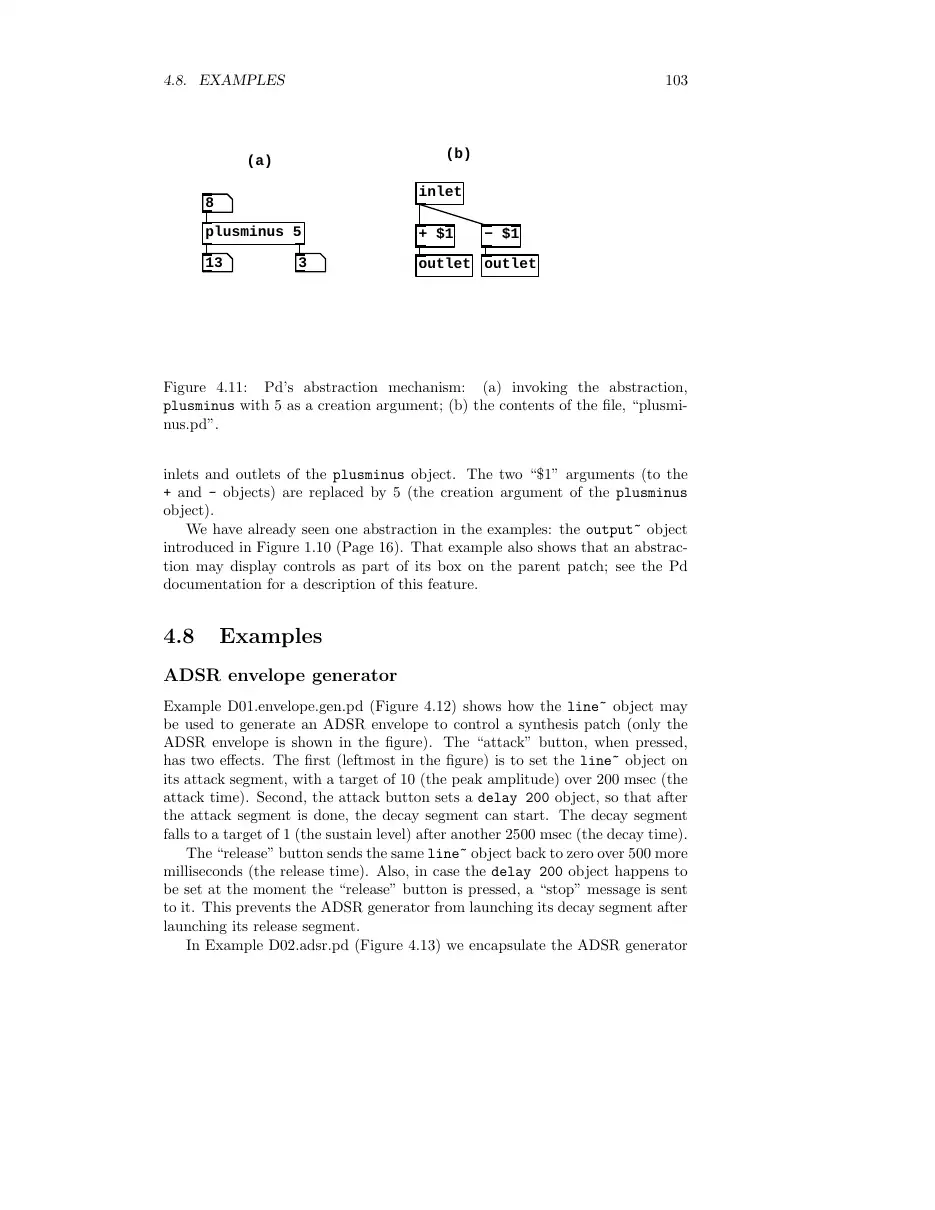 4.8. EXAMPLES 103
(a) (b)
8
plusminus 5
13 3
inlet
+ $1 − $1
outlet outlet
Figure 4.11: Pd's abstraction mechanism: (a) invoking the abstraction,
plusminus with 5 as a creation argument; (b) the contents of the file, “plusmi-
nus.pd”.
inlets and outlets of the plusminus object. The two “$1” arguments (to the
+ and - objects) are replaced by 5 (the creation argument of the plusminus
object).
We have already seen one abstraction in the examples: the output~ object
introduced in Figure 1.10 (Page 16). That example also shows that an abstrac-
tion may display controls as part of its box on the parent patch; see the Pd
documentation for a description of this feature.
4.8 Examples
ADSR envelope generator
Example D01.envelope.gen.pd (Figure 4.12) shows how the line~ object may
be used to generate an ADSR envelope to control a synthesis patch (only the
ADSR envelope is shown in the figure). The “attack” button, when pressed,
has two effects. The first (leftmost in the figure) is to set the line~ object on
its attack segment, with a target of 10 (the peak amplitude) over 200 msec (the
attack time). Second, the attack button sets a delay 200 object, so that after
the attack segment is done, the decay segment can start. The decay segment
falls to a target of 1 (the sustain level) after another 2500 msec (the decay time).
The “release” button sends the same line~ object back to zero over 500 more
milliseconds (the release time). Also, in case the delay 200 object happens to
be set at the moment the “release” button is pressed, a “stop” message is sent
to it. This prevents the ADSR generator from launching its decay segment after
launching its release segment.
In Example D02.adsr.pd (Figure 4.13) we encapsulate the ADSR generator